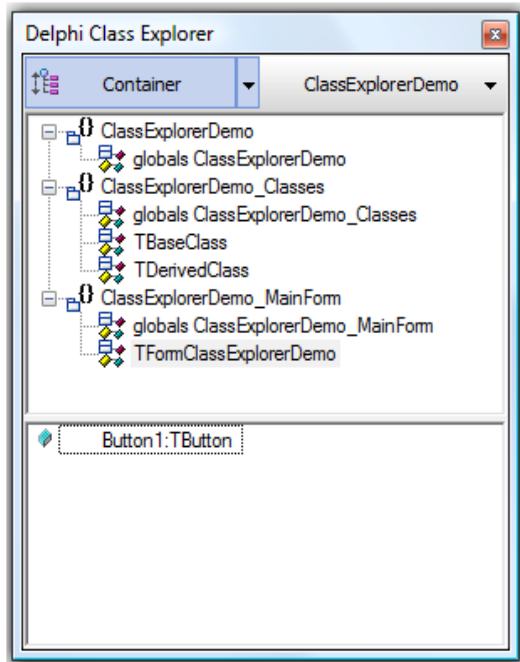 Delphi Class Explorer
Container ClassExplorerDemo
{} ClassExplorerDemo
globals ClassExplorerDemo
{} ClassExplorerDemo_Classes
globals ClassExplorerDemo_Classes
TBaseClass
TDerivedClass
{} ClassExplorerDemo_MainForm
globals ClassExplorerDemo_MainForm
TFormClassExplorerDemo
Button1:TButton